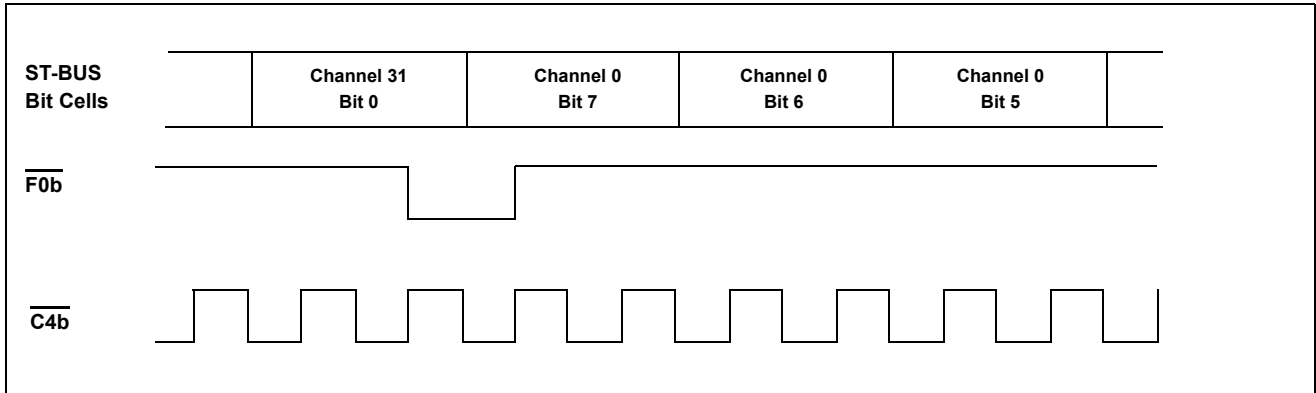 ST-BUS
Bit Cells
Channel 31
Bit 0
Channel 0
Bit 7
Channel 0
Bit 6
Channel 0
Bit 5
F0b
C4b